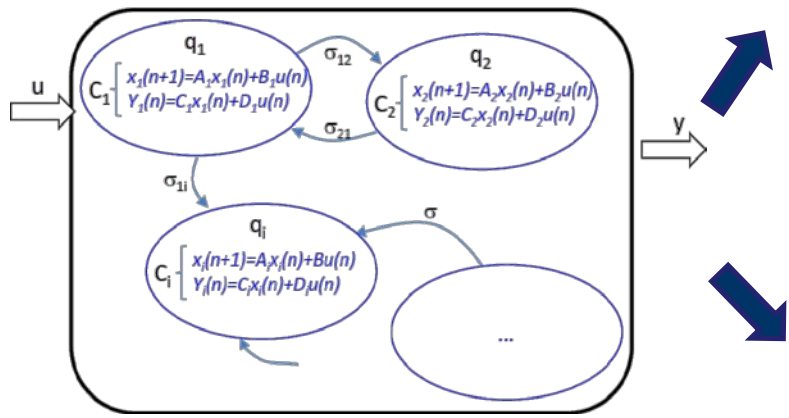 u
q₁
C₁
x₁(n+1)=A₁x₁(n)+B₁u(n)
Y₁(n)=C₁x₁(n)+D₁u(n)
σ₁₂
q₂
C₂
x₂(n+1)=A₂x₂(n)+B₂u(n)
Y₂(n)=C₂x₂(n)+D₂u(n)
σ₂₁
y
σ₁ᵢ
qᵢ
Cᵢ
xᵢ(n+1)=Aᵢxᵢ(n)+Bu(n)
Yᵢ(n)=Cᵢxᵢ(n)+Dᵢu(n)
σ
...